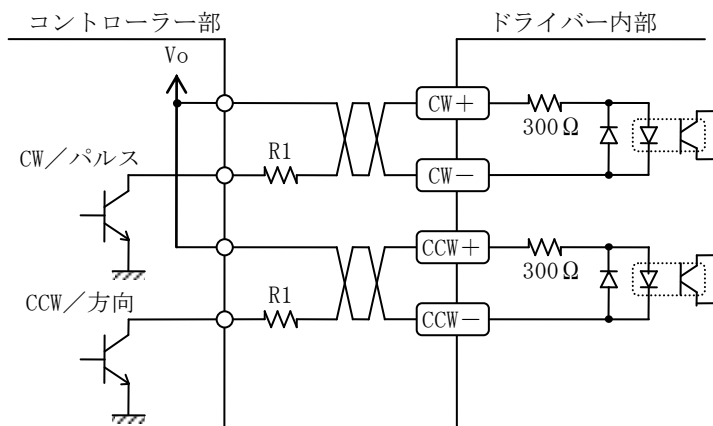 コントローラー部
ドライバー内部
Vo
CW＋
300Ω
CW／パルス
R1
CW－
CCW＋
300Ω
CCW／方向
R1
CCW－